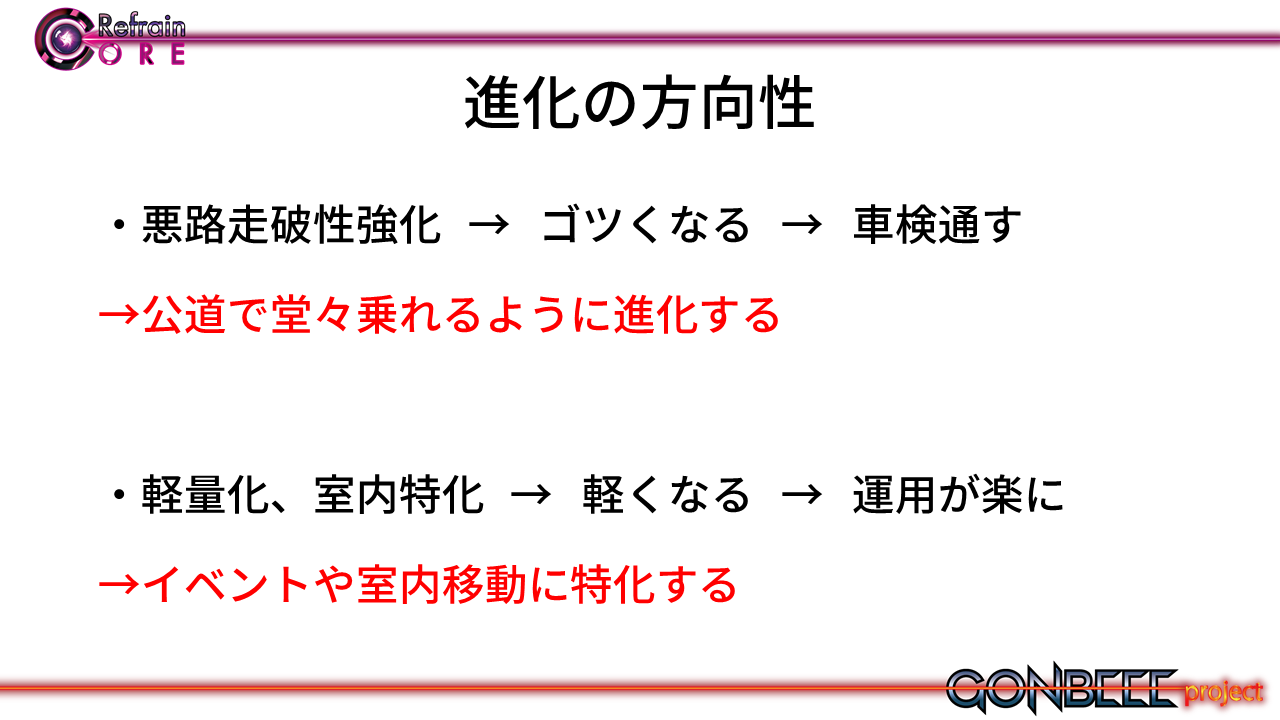 Refrain
CORE
進化の方向性
・悪路走破性強化 → ゴツくなる → 車検通す
→公道で堂々乗れるように進化する
・軽量化、室内特化 → 軽くなる → 運用が楽に
→イベントや室内移動に特化する
GONBEEE project